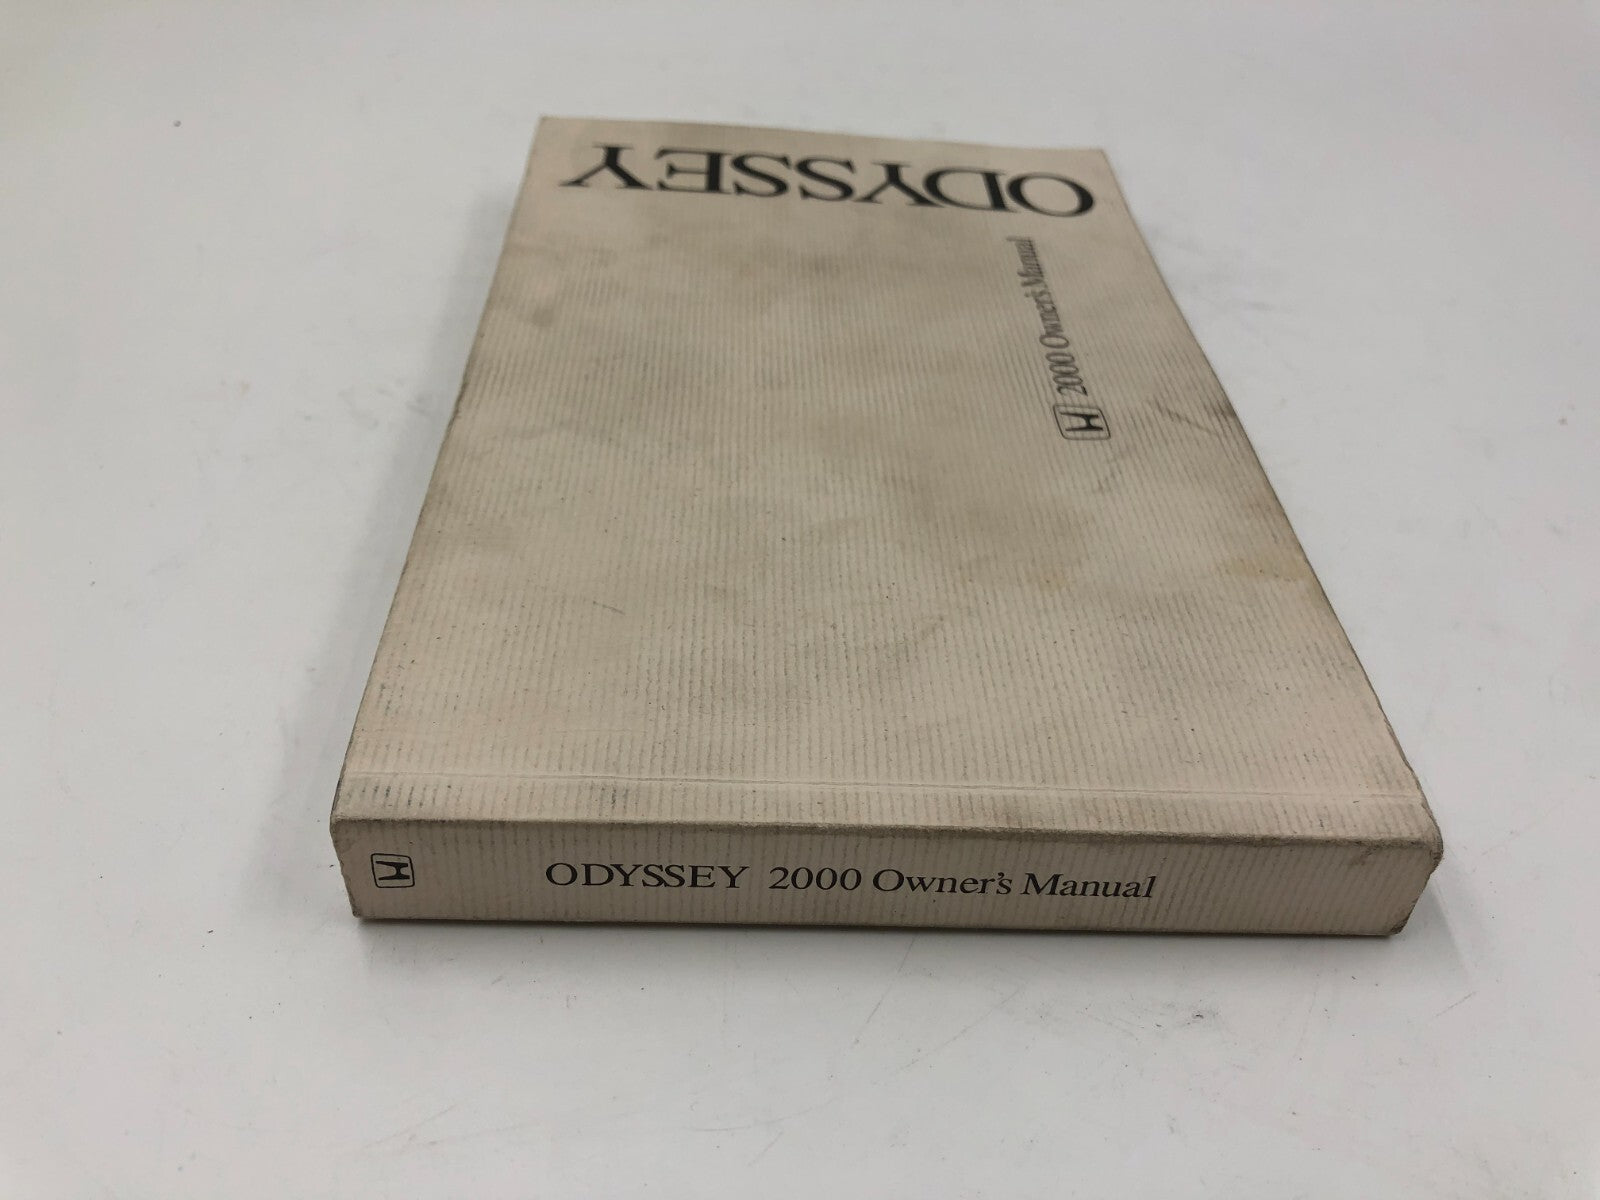 ODYSSEY
2000 Owner's Manual
ODYSSEY 2000 Owner's Manual